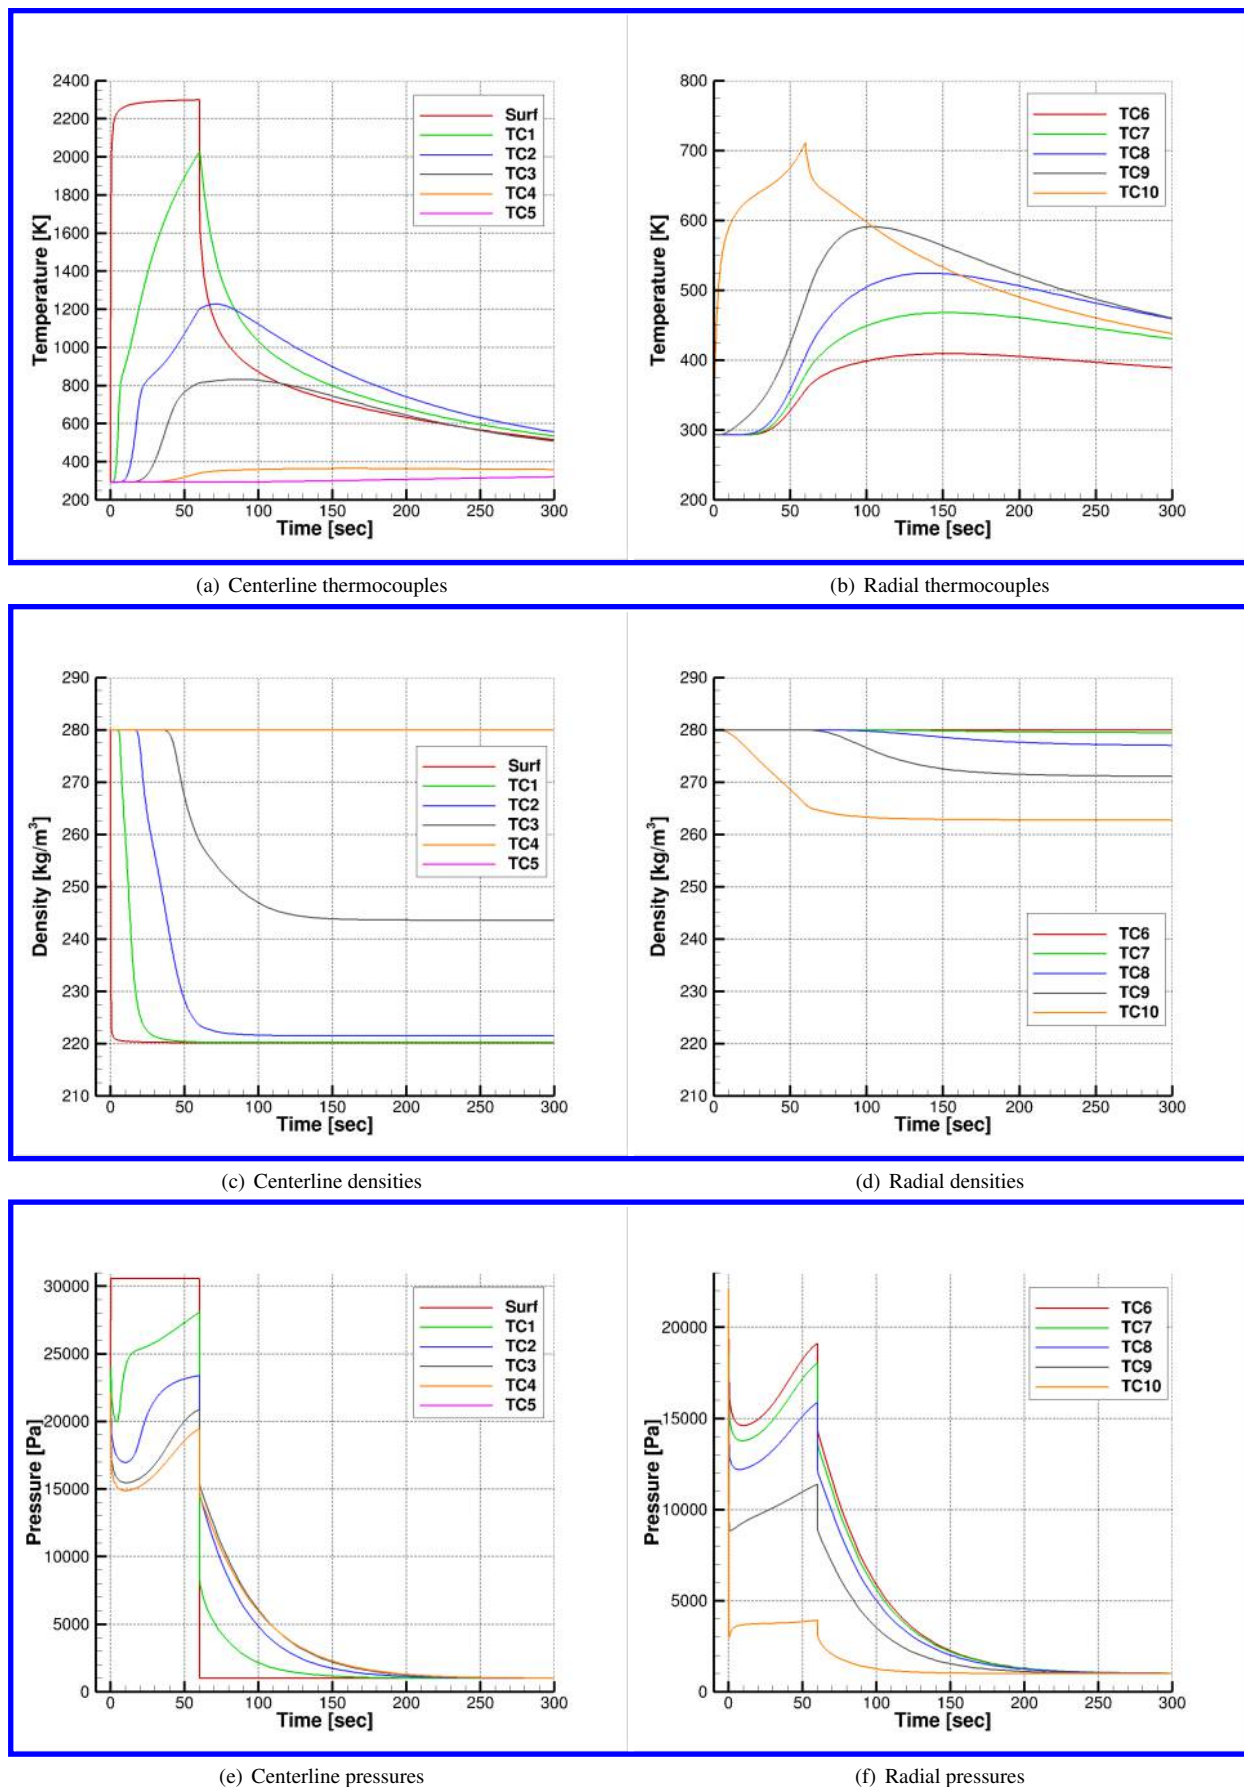 2400
2200
2000
1800
1600
1400
1200
1000
800
600
400
200
Temperature [K]
0 50 100 150 200 250 300
Time [sec]
Surf
TC1
TC2
TC3
TC4
TC5
800
700
600
500
400
300
200
Temperature [K]
0 50 100 150 200 250 300
Time [sec]
TC6
TC7
TC8
TC9
TC10
(a) Centerline thermocouples
(b) Radial thermocouples
290
280
270
260
250
240
230
220
210
Density [kg/m³]
0 50 100 150 200 250 300
Time [sec]
Surf
TC1
TC2
TC3
TC4
TC5
290
280
270
260
250
240
230
220
210
Density [kg/m³]
0 50 100 150 200 250 300
Time [sec]
TC6
TC7
TC8
TC9
TC10
(c) Centerline densities
(d) Radial densities
30000
25000
20000
15000
10000
5000
0
Pressure [Pa]
0 50 100 150 200 250 300
Time [sec]
Surf
TC1
TC2
TC3
TC4
TC5
20000
15000
10000
5000
0
Pressure [Pa]
0 50 100 150 200 250 300
Time [sec]
TC6
TC7
TC8
TC9
TC10
(e) Centerline pressures
(f) Radial pressures